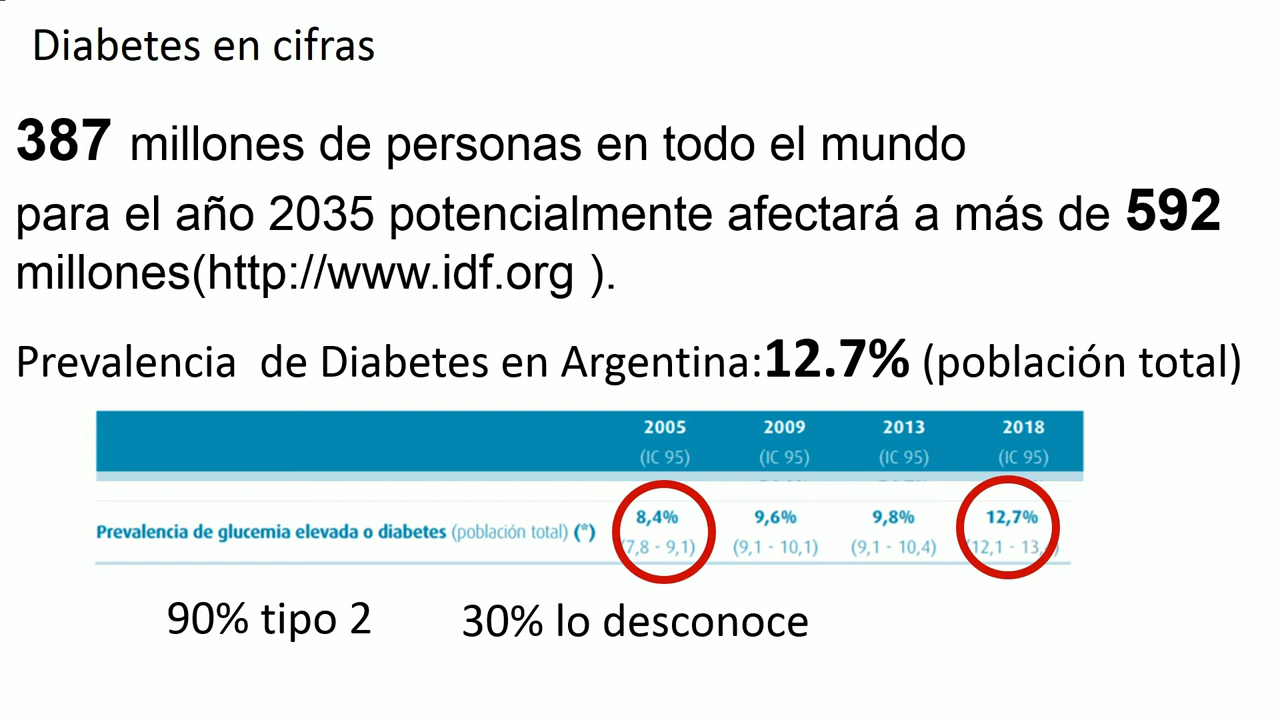 Diabetes en cifras
387 millones de personas en todo el mundo
para el año 2035 potencialmente afectará a más de 592
millones(http://www.idf.org ).
Prevalencia de Diabetes en Argentina:12.7% (población total)
2005 2009 2013 2018
(IC 95) (IC 95) (IC 95) (IC 95)
Prevalencia de glucemia elevada o diabetes (población total) (*) 8,4% 9,6% 9,8% 12,7%
(7,8 - 9,1) (9,1 - 10,1) (9,1 - 10,4) (12,1 - 13,
90% tipo 2 30% lo desconoce